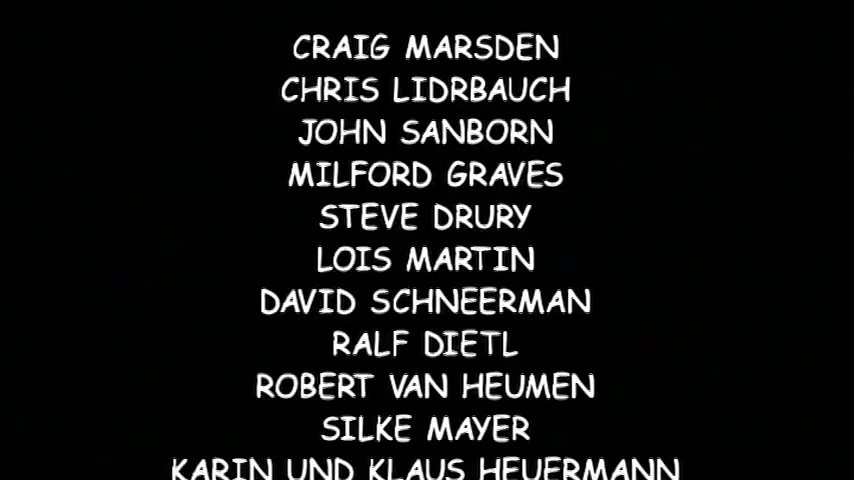 CRAIG MARSDEN
CHRIS LIDRBAUCH
JOHN SANBORN
MILFORD GRAVES
STEVE DRURY
LOIS MARTIN
DAVID SCHNEERMAN
RALF DIETL
ROBERT VAN HEUMEN
SILKE MAYER
KARIN UND KLAUS HEUERMANN